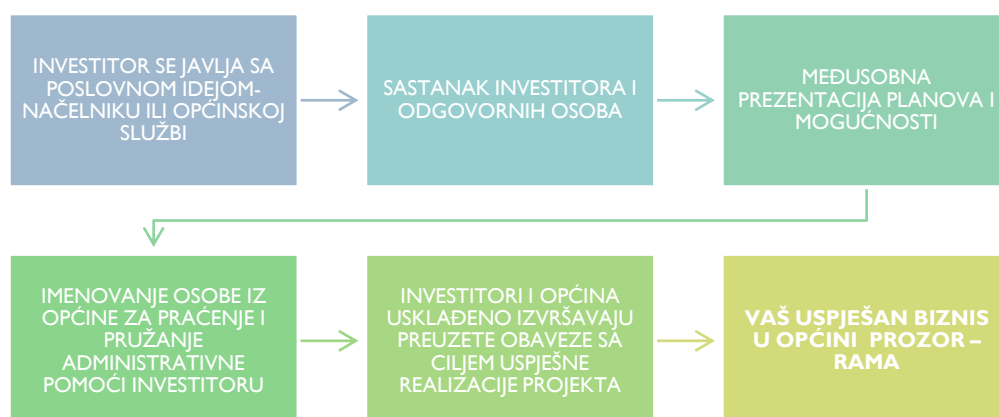 INVESTITOR SE JAVLJA SA
POSLOVNOM IDEJOM-
NAČELNIKU ILI OPĆINSKOJ
SLUŽBI
SASTANAK INVESTITORA I
ODGOVORNIH OSOBA
MEĐUSOBNA
PREZENTACIJA PLANOVA I
MOGUĆNOSTI
IMENOVANJE OSOBE IZ
OPĆINE ZA PRAĆENJE I
PRUŽANJE
ADMINISTRATIVNE
POMOĆI INVESTITORU
INVESTITORI I OPĆINA
USKLAĐENO IZVRŠAVAJU
PREUZETE OBAVEZE SA
CILJEM USPJEŠNE
REALIZACIJE PROJEKTA
VAŠ USPJEŠAN BIZNIS
U OPĆINI PROZOR –
RAMA